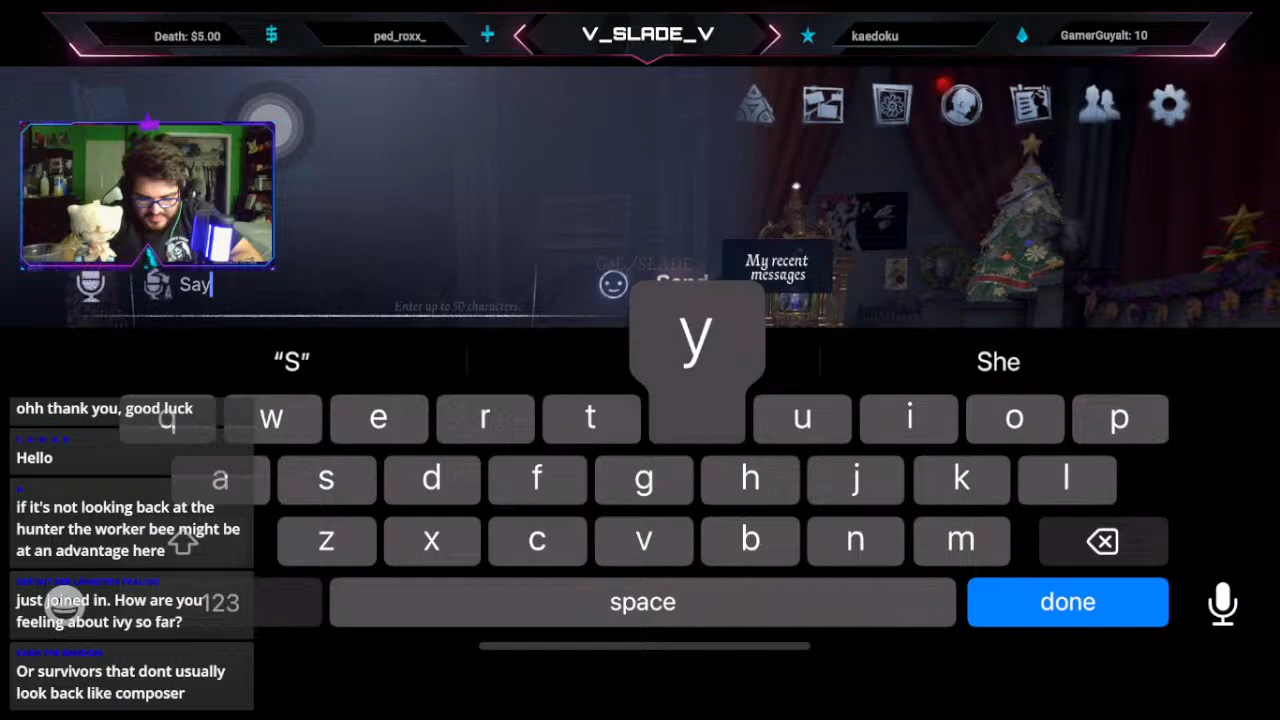 Death: $5.00
ped_roxx_
V_SLADE_V
kaedoku
GamerGuyalt: 10
My recent
messages
Say
Enter up to 50 characters.
Send
y
“S”
She
q w e r t u i o p
a s d f g h j k l
z x c v b n m
123
space
done
ohh thank you, good luck
Hello
if it's not looking back at the
hunter the worker bee might be
at an advantage here
just joined in. How are you
feeling about ivy so far?
Or survivors that dont usually
look back like composer